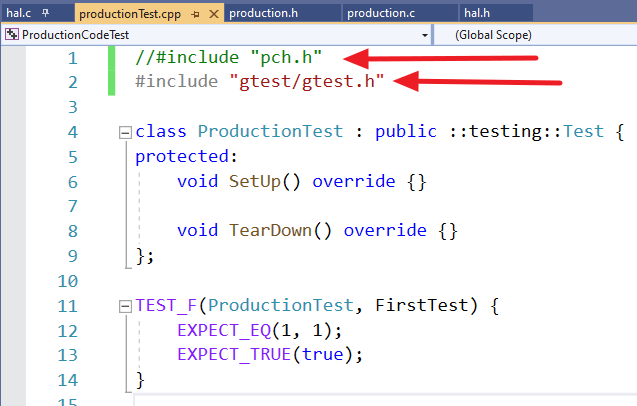 hal.c productionTest.cpp production.h production.c hal.h
ProductionCodeTest (Global Scope)
1 //#include "pch.h"
2 #include "gtest/gtest.h"
3
4 class ProductionTest : public ::testing::Test {
5 protected:
6 void SetUp() override {}
7
8 void TearDown() override {}
9 };
10
11 TEST_F(ProductionTest, FirstTest) {
12 EXPECT_EQ(1, 1);
13 EXPECT_TRUE(true);
14 }
15